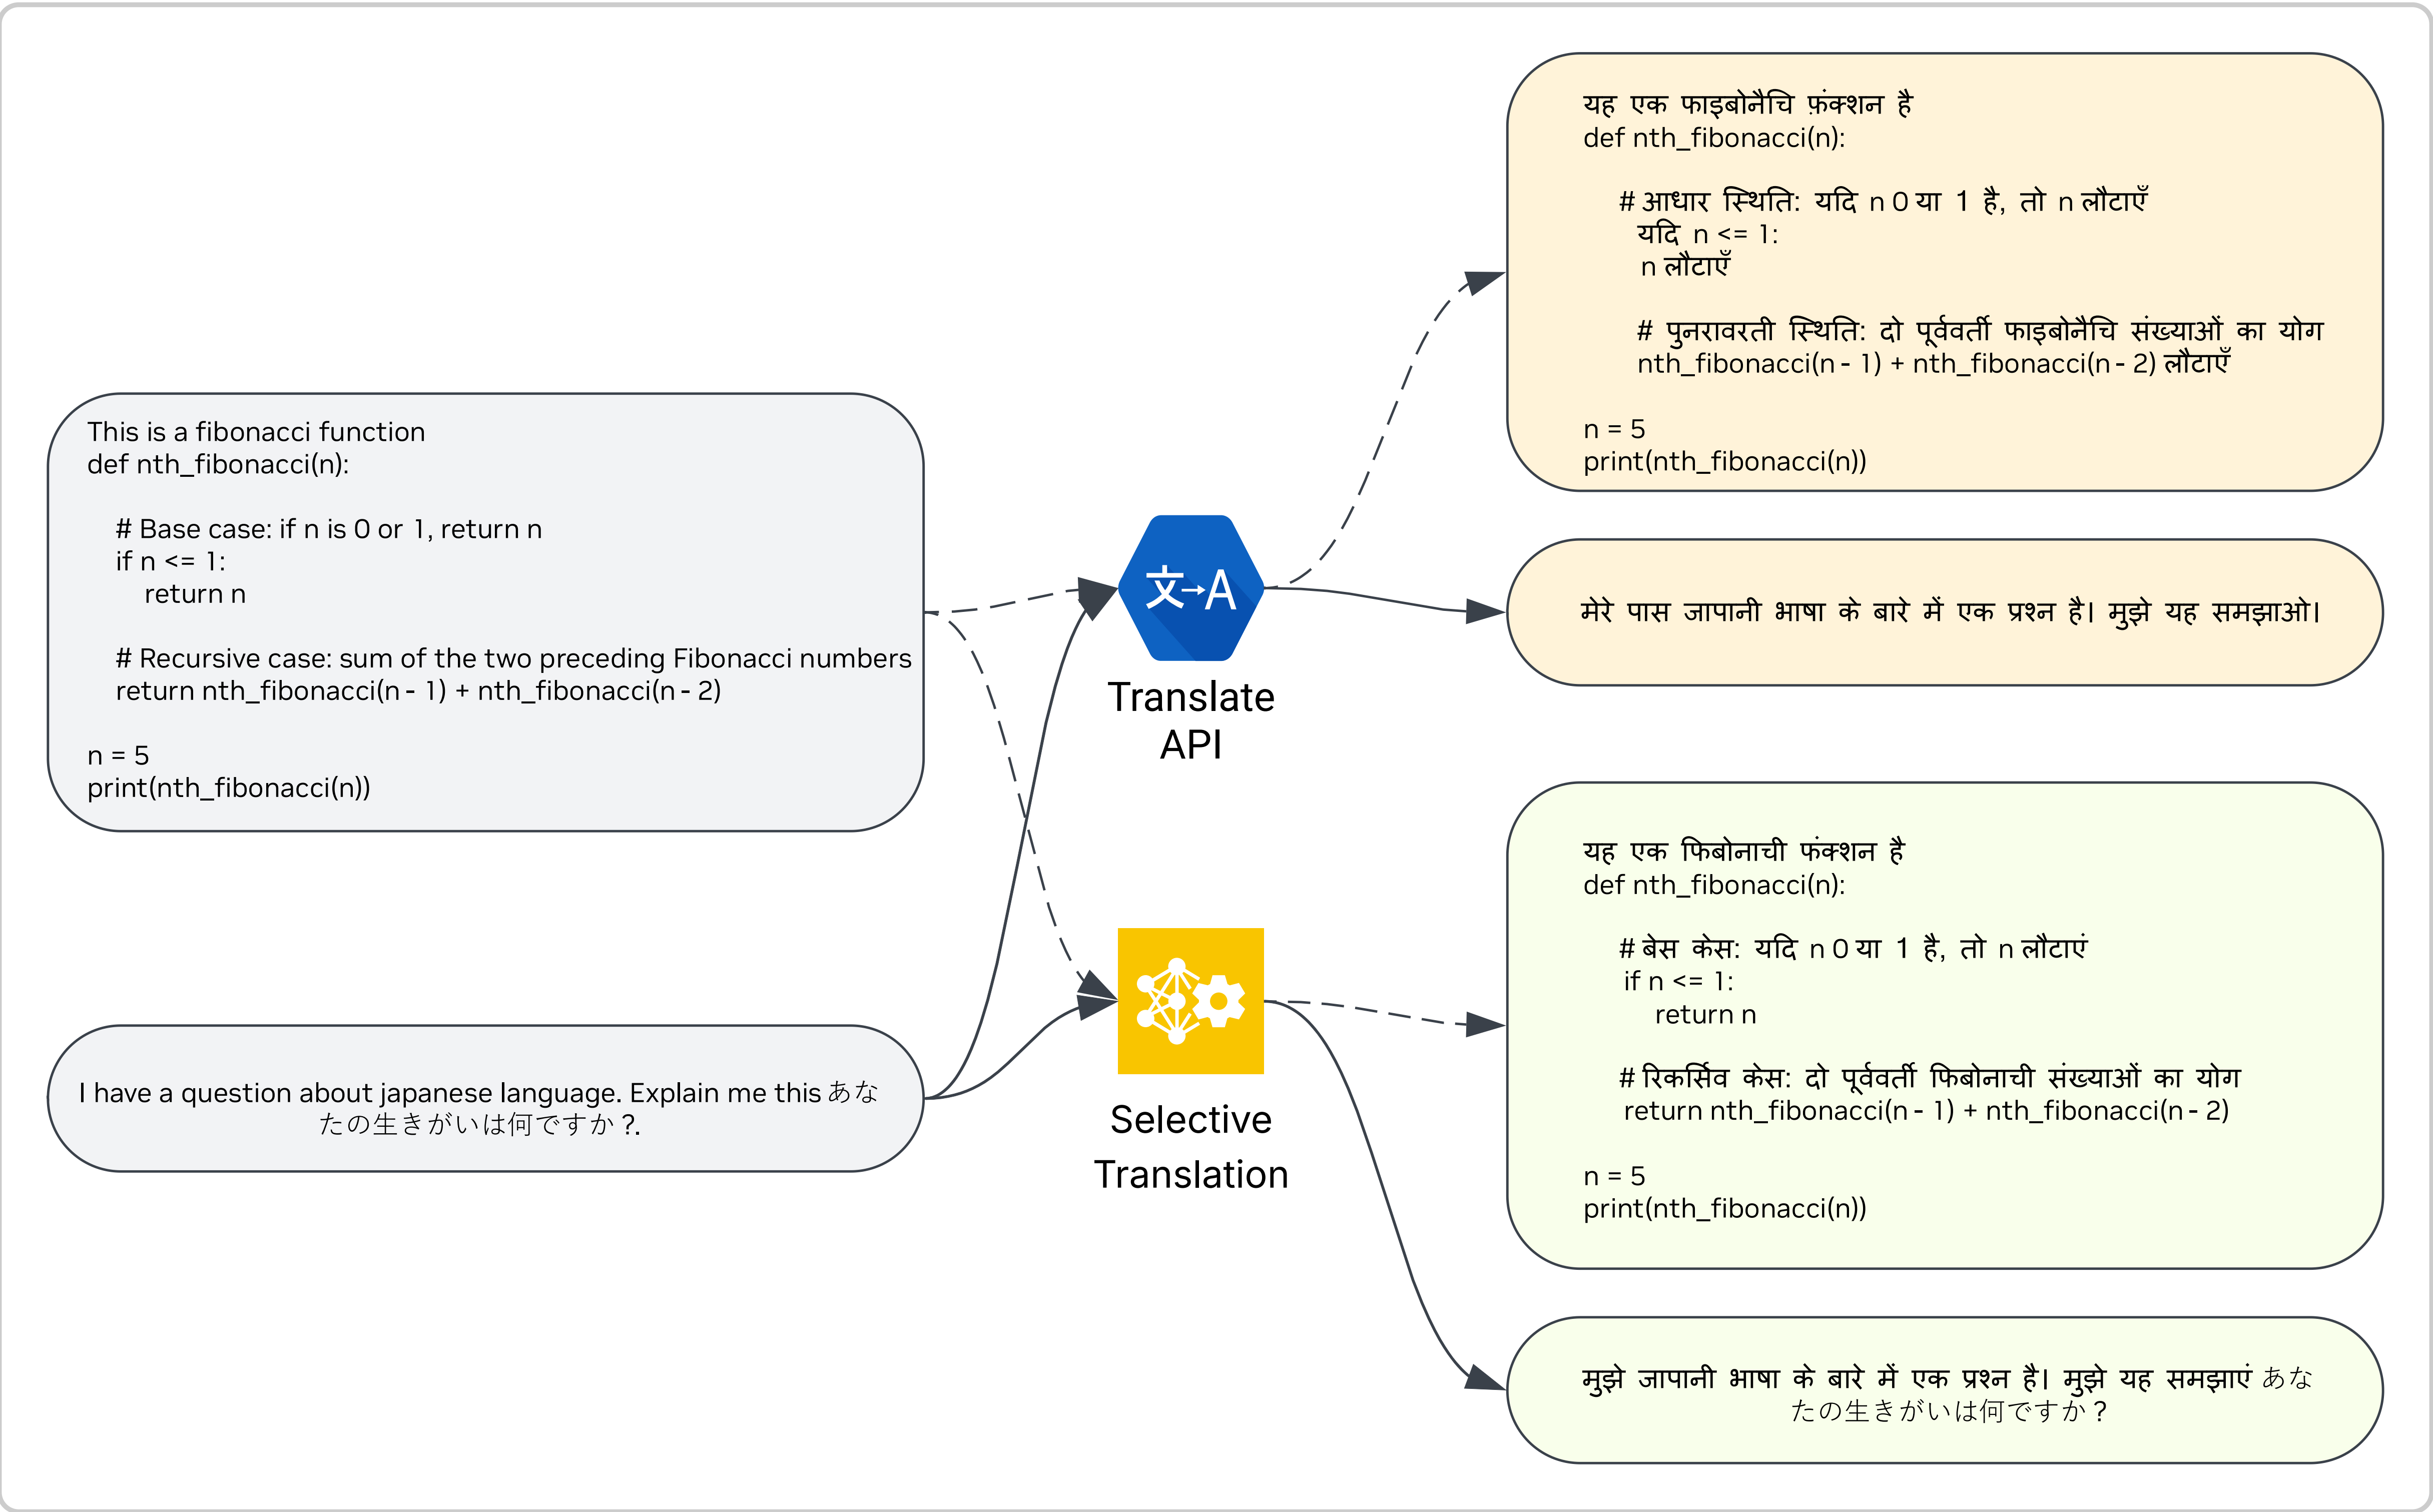 This is a fibonacci function
def nth_fibonacci(n):
# Base case: if n is 0 or 1, return n
if n <= 1:
return n
# Recursive case: sum of the two preceding Fibonacci numbers
return nth_fibonacci(n - 1) + nth_fibonacci(n - 2)
n = 5
print(nth_fibonacci(n))
I have a question about japanese language. Explain me this あな
たの生きがいは何ですか ?.
文→A
Translate
API
Selective
Translation
यह एक फाइबोनैचि फ़ंक्शन है
def nth_fibonacci(n):
# आधार स्थिति: यदि n 0 या 1 है, तो n लौटाएँ
यदि n <= 1:
n लौटाएँ
# पुनरावरती स्थिति: दो पूर्ववर्ती फाइबोनैचि संख्याओं का योग
nth_fibonacci(n - 1) + nth_fibonacci(n - 2) लौटाएँ
n = 5
print(nth_fibonacci(n))
मेरे पास जापानी भाषा के बारे में एक प्रश्न है। मुझे यह समझाओ।
यह एक फिबोनाची फंक्शन है
def nth_fibonacci(n):
# बेस केस: यदि n 0 या 1 है, तो n लौटाएं
if n <= 1:
return n
# रिकर्सिव केस: दो पूर्ववर्ती फिबोनाची संख्याओं का योग
return nth_fibonacci(n - 1) + nth_fibonacci(n - 2)
n = 5
print(nth_fibonacci(n))
मुझे जापानी भाषा के बारे में एक प्रश्न है। मुझे यह समझाएं あな
たの生きがいは何ですか ?